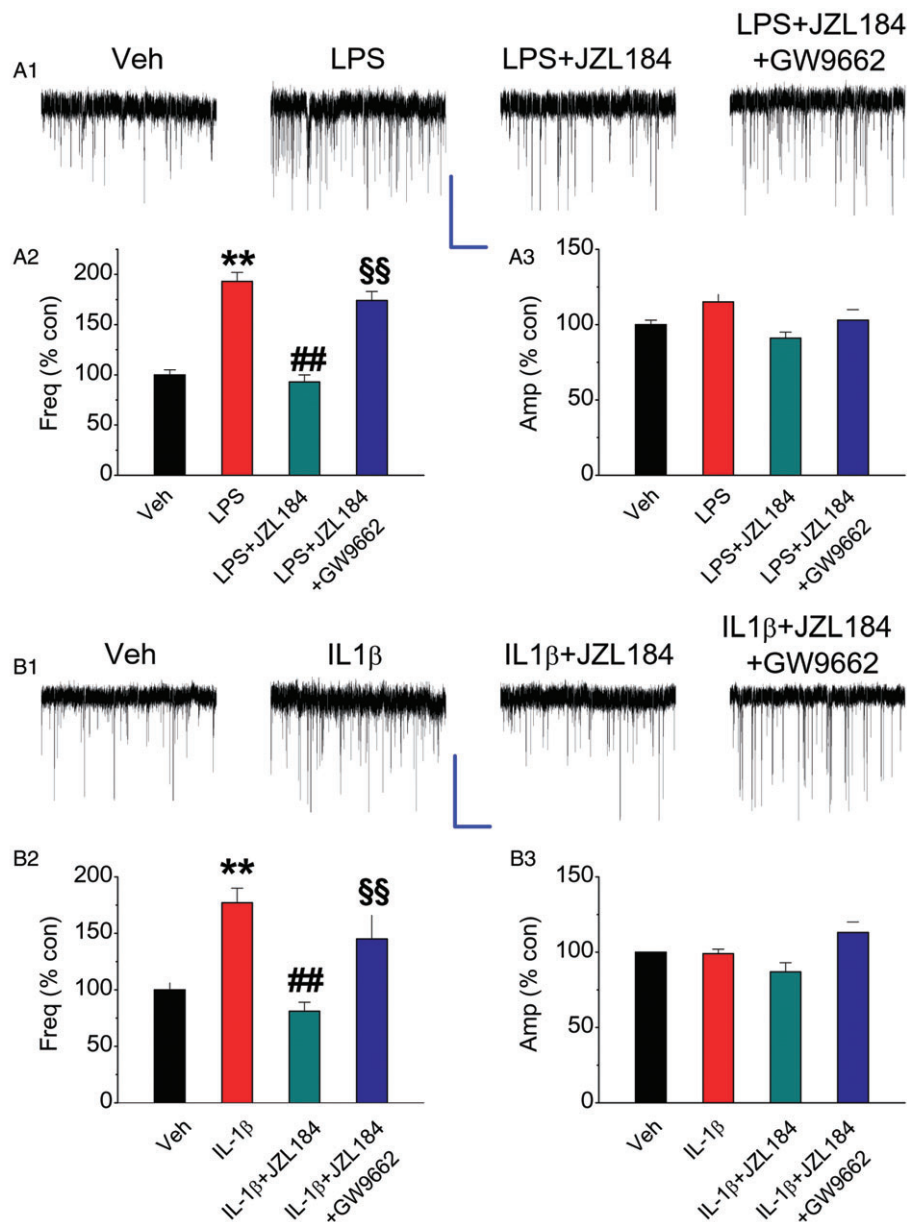 A1
Veh
LPS
LPS+JZL184
LPS+JZL184
+GW9662
A2
Freq (% con)
200
150
100
50
0
**
##
§§
Veh
LPS
LPS+JZL184
LPS+JZL184
+GW9662
A3
Amp (% con)
150
100
50
0
Veh
LPS
LPS+JZL184
LPS+JZL184
+GW9662
B1
Veh
IL1β
IL1β+JZL184
IL1β+JZL184
+GW9662
B2
Freq (% con)
200
150
100
50
0
**
##
§§
Veh
IL-1β
IL-1β+JZL184
IL-1β+JZL184
+GW9662
B3
Amp (% con)
150
100
50
0
Veh
IL-1β
IL-1β+JZL184
IL-1β+JZL184
+GW9662